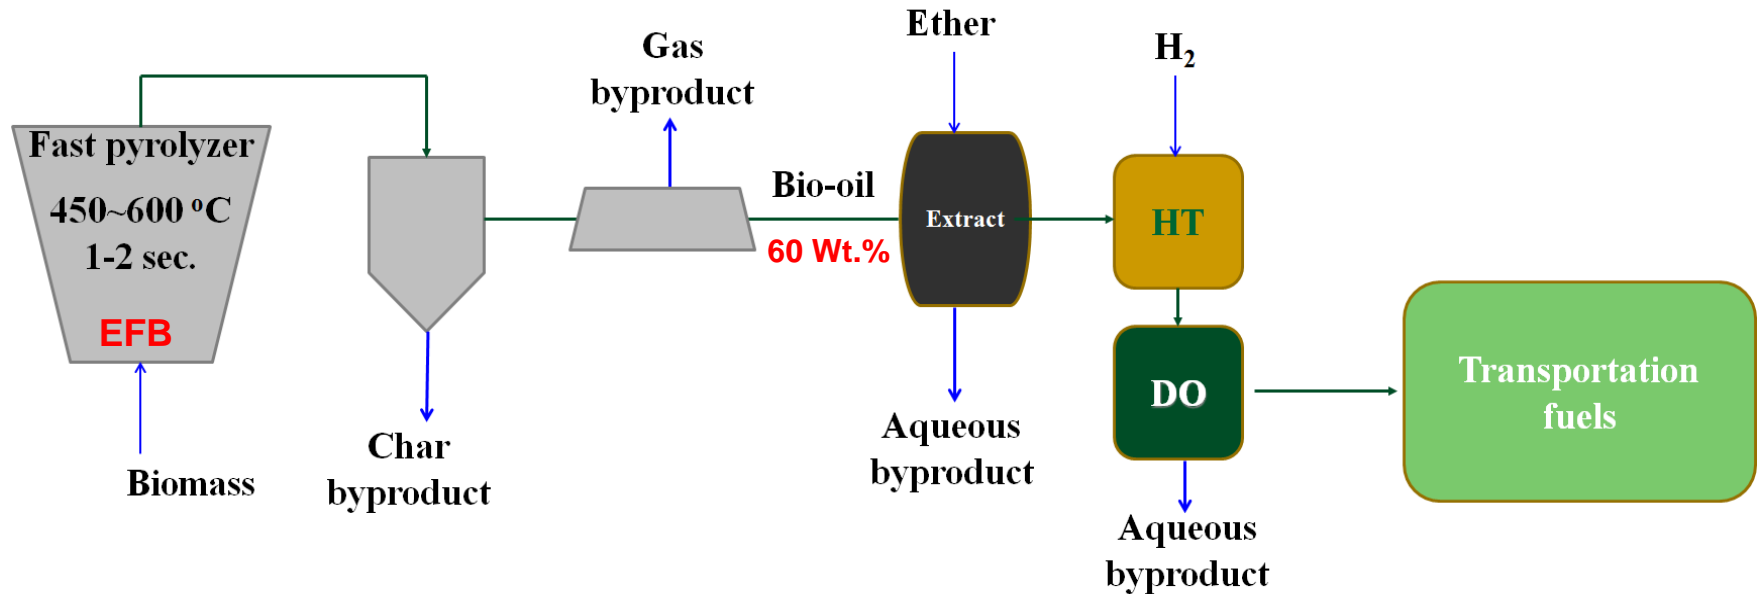 Fast pyrolyzer
450~600 ºC
1-2 sec.
EFB
Biomass
Char
byproduct
Gas
byproduct
Bio-oil
60 Wt.%
Ether
Extract
Aqueous
byproduct
H₂
HT
DO
Aqueous
byproduct
Transportation
fuels